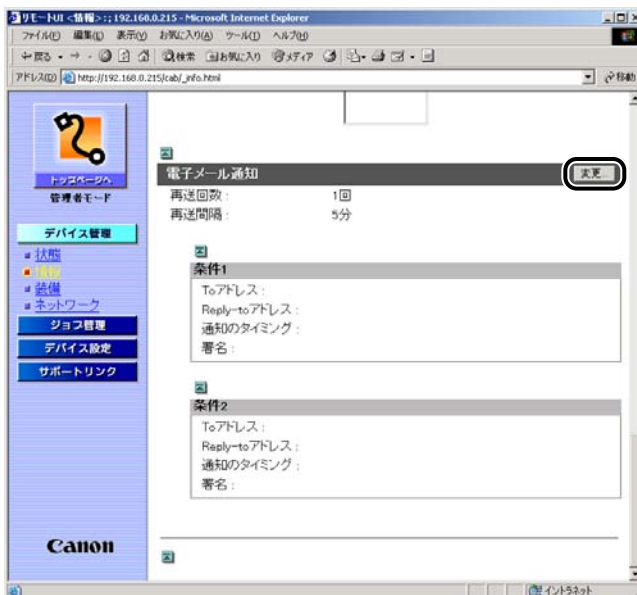 リモートUI <情報> : ; 192.168.0.215 - Microsoft Internet Explorer
ファイル(F) 編集(E) 表示(V) お気に入り(A) ツール(T) ヘルプ(H)
戻る 検索 お気に入り メディア
アドレス(D) http://192.168.0.215/cab/_info.html 移動
電子メール通知 変更...
再送回数 : 1回
再送間隔 : 5分
条件1
Toアドレス :
Reply-toアドレス :
通知のタイミング :
署名 :
条件2
Toアドレス :
Reply-toアドレス :
通知のタイミング :
署名 :
トップページへ
管理者モード
デバイス管理
状態
情報
装備
ネットワーク
ジョブ管理
デバイス設定
サポートリンク
Canon
イントラネット